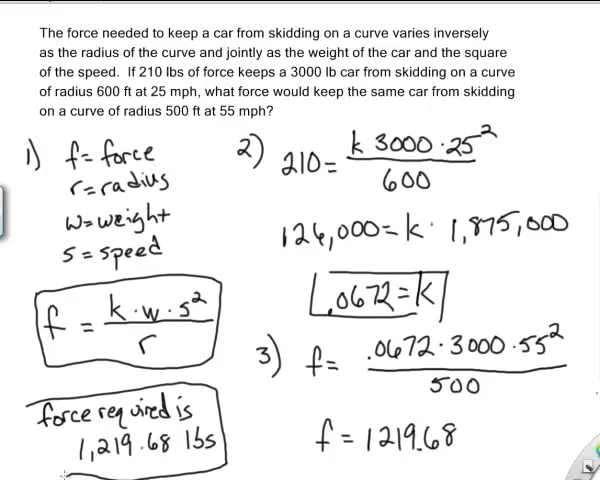 The force needed to keep a car from skidding on a curve varies inversely
as the radius of the curve and jointly as the weight of the car and the square
of the speed. If 210 lbs of force keeps a 3000 lb car from skidding on a curve
of radius 600 ft at 25 mph, what force would keep the same car from skidding
on a curve of radius 500 ft at 55 mph?
1) f = force
r = radius
w = weight
s = speed
f = k · w · s²
r
force required is
1,219.68 lbs
2) 210 = k 3000 · 25²
600
126,000 = k · 1,875,000
.0672 = k
3) f = .0672 · 3000 · 55²
500
f = 1219.68